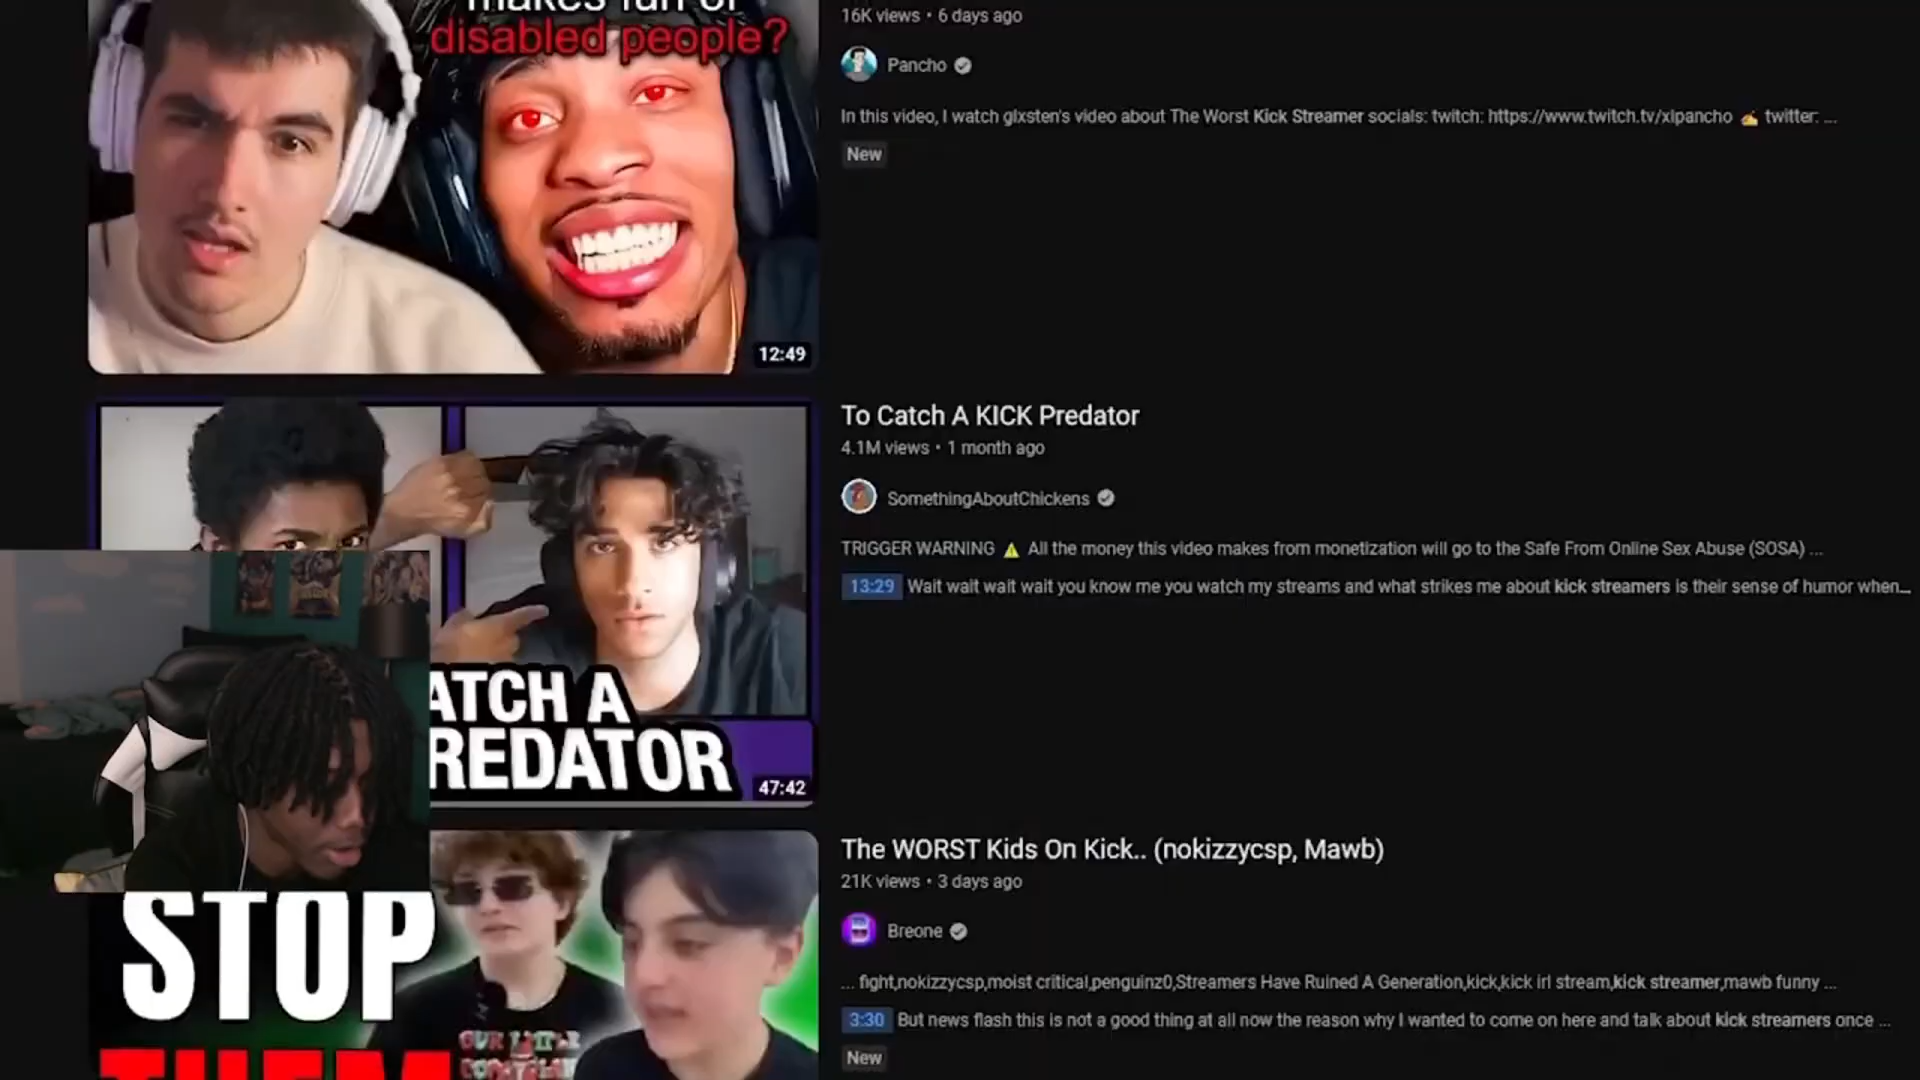 makes fun of
disabled people?
12:49
16K views • 6 days ago
Pancho
In this video, I watch glxsten's video about The Worst Kick Streamer socials: twitch: https://www.twitch.tv/xlpancho ✍️ twitter: ...
New
ATCH A
REDATOR
47:42
To Catch A KICK Predator
4.1M views • 1 month ago
SomethingAboutChickens
TRIGGER WARNING ⚠️ All the money this video makes from monetization will go to the Safe From Online Sex Abuse (SOSA) ...
13:29 Wait wait wait wait you know me you watch my streams and what strikes me about kick streamers is their sense of humor when...
STOP
THEM
The WORST Kids On Kick.. (nokizzycsp, Mawb)
21K views • 3 days ago
Breone
... fight,nokizzycsp,moist critical,penguinz0,Streamers Have Ruined A Generation,kick,kick irl stream,kick streamer,mawb funny ...
3:30 But news flash this is not a good thing at all now the reason why I wanted to come on here and talk about kick streamers once ...
New